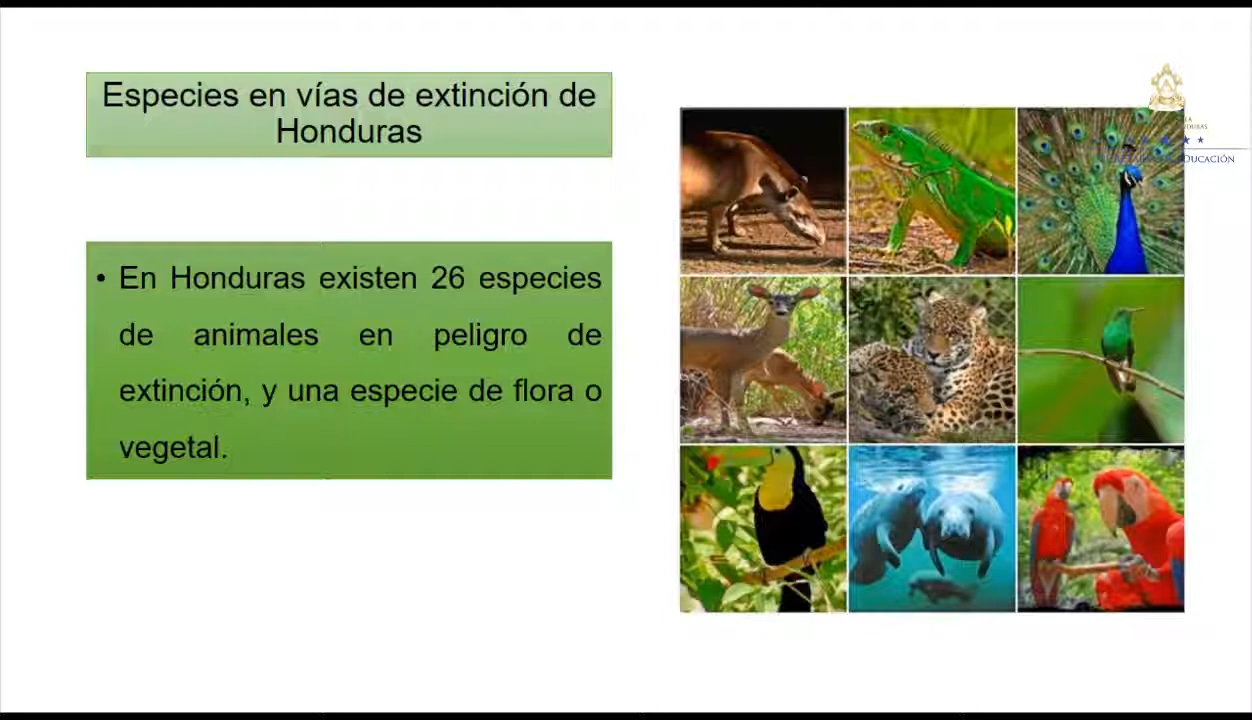 Especies en vías de extinción de
Honduras
• En Honduras existen 26 especies
de animales en peligro de
extinción, y una especie de flora o
vegetal.